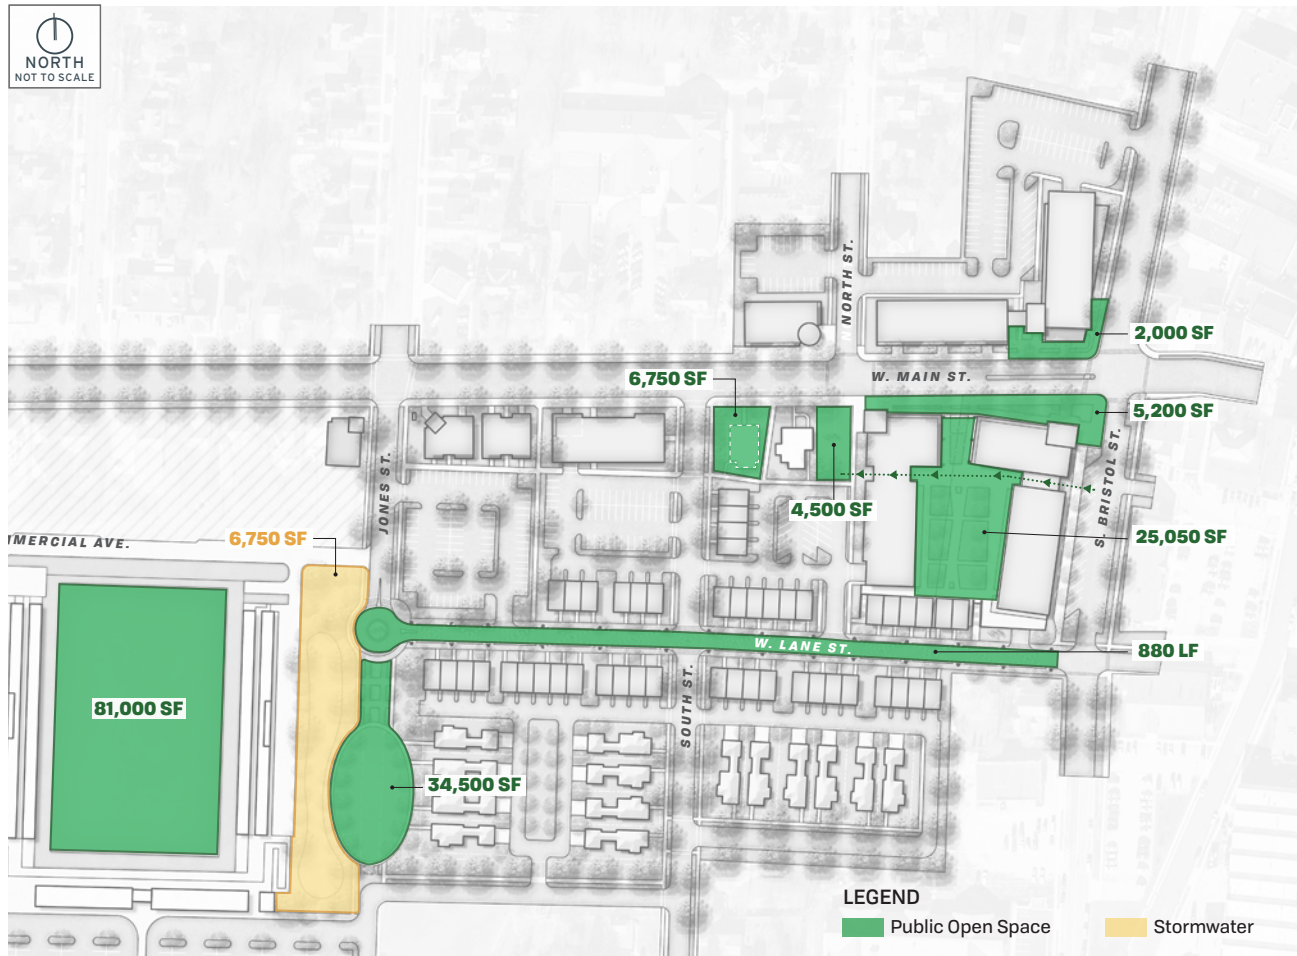 NORTH
NOT TO SCALE
NORTH ST.
2,000 SF
6,750 SF
W. MAIN ST.
5,200 SF
4,500 SF
S. BRISTOL ST.
JONES ST.
25,050 SF
MERCIAL AVE.
6,750 SF
W. LANE ST.
880 LF
SOUTH ST.
81,000 SF
34,500 SF
LEGEND
Public Open Space
Stormwater